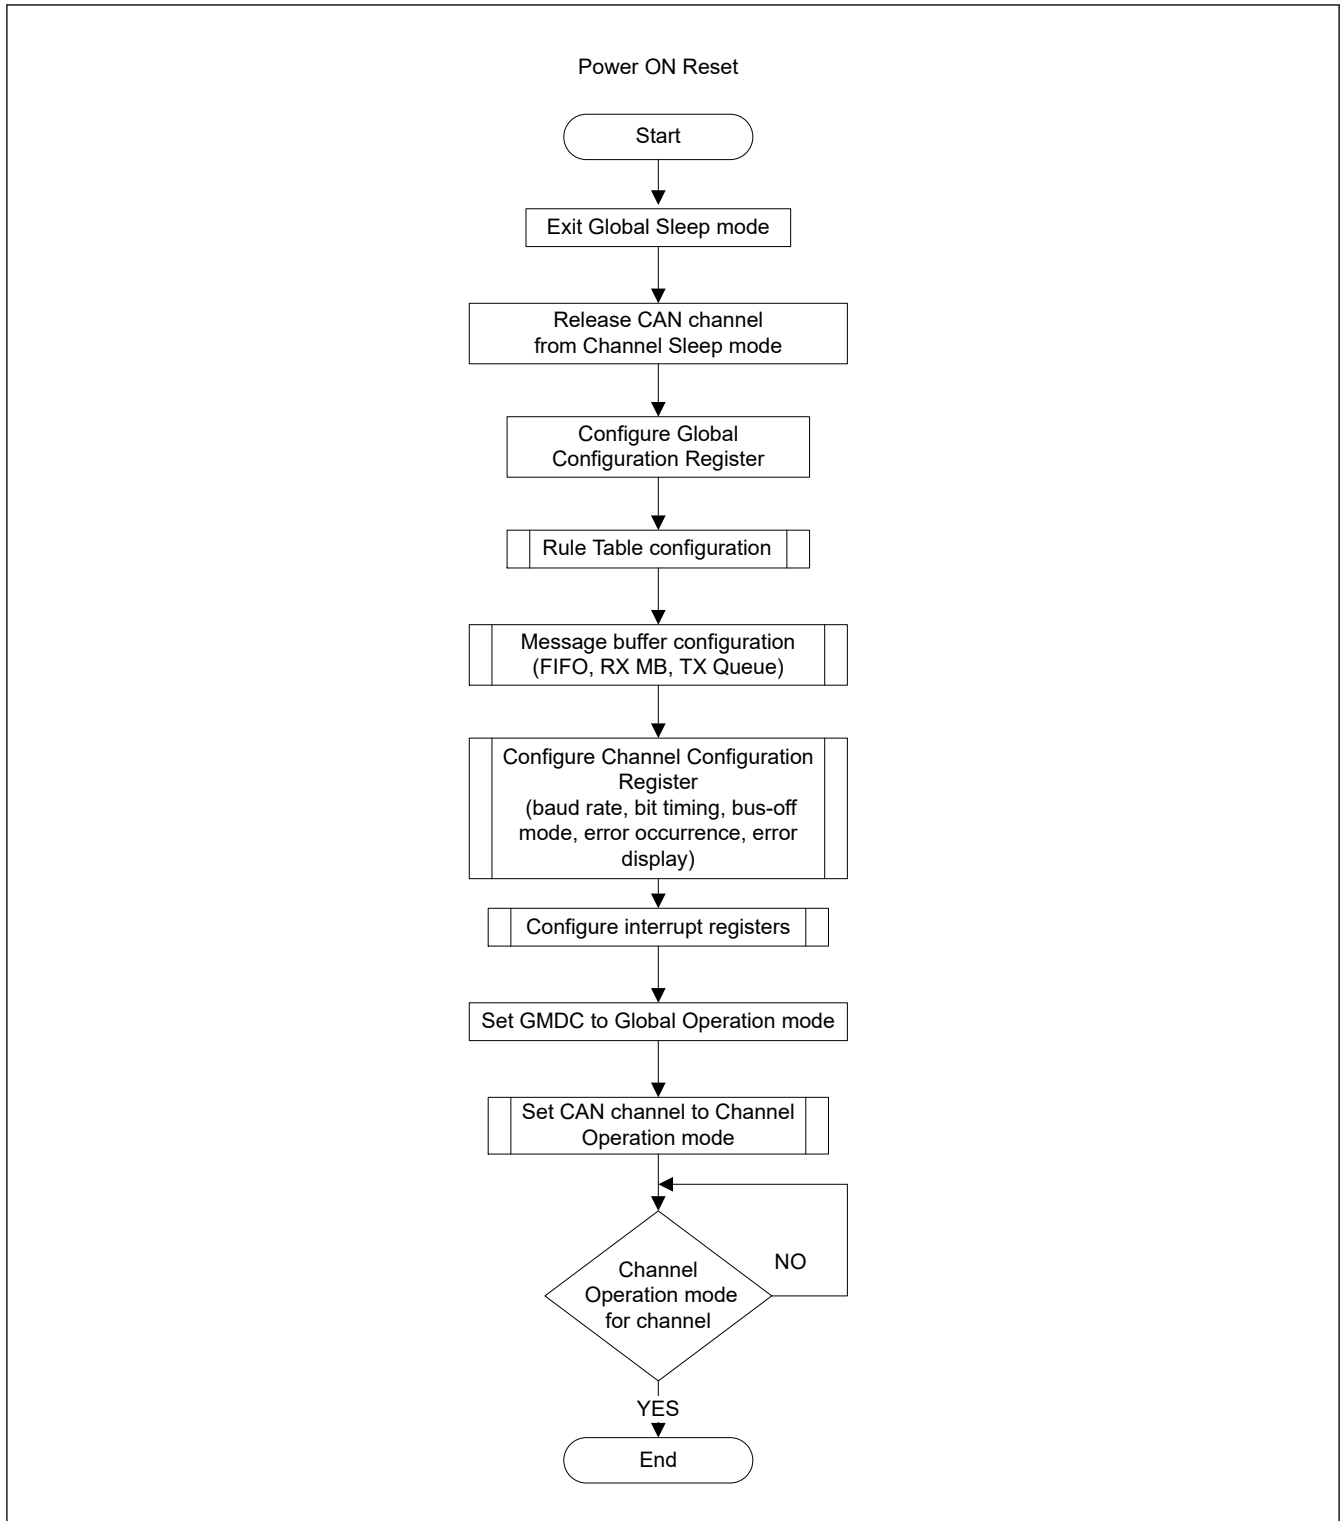 Power ON Reset
Start
Exit Global Sleep mode
Release CAN channel
from Channel Sleep mode
Configure Global
Configuration Register
Rule Table configuration
Message buffer configuration
(FIFO, RX MB, TX Queue)
Configure Channel Configuration
Register
(baud rate, bit timing, bus-off
mode, error occurrence, error
display)
Configure interrupt registers
Set GMDC to Global Operation mode
Set CAN channel to Channel
Operation mode
Channel
Operation mode
for channel
NO
YES
End